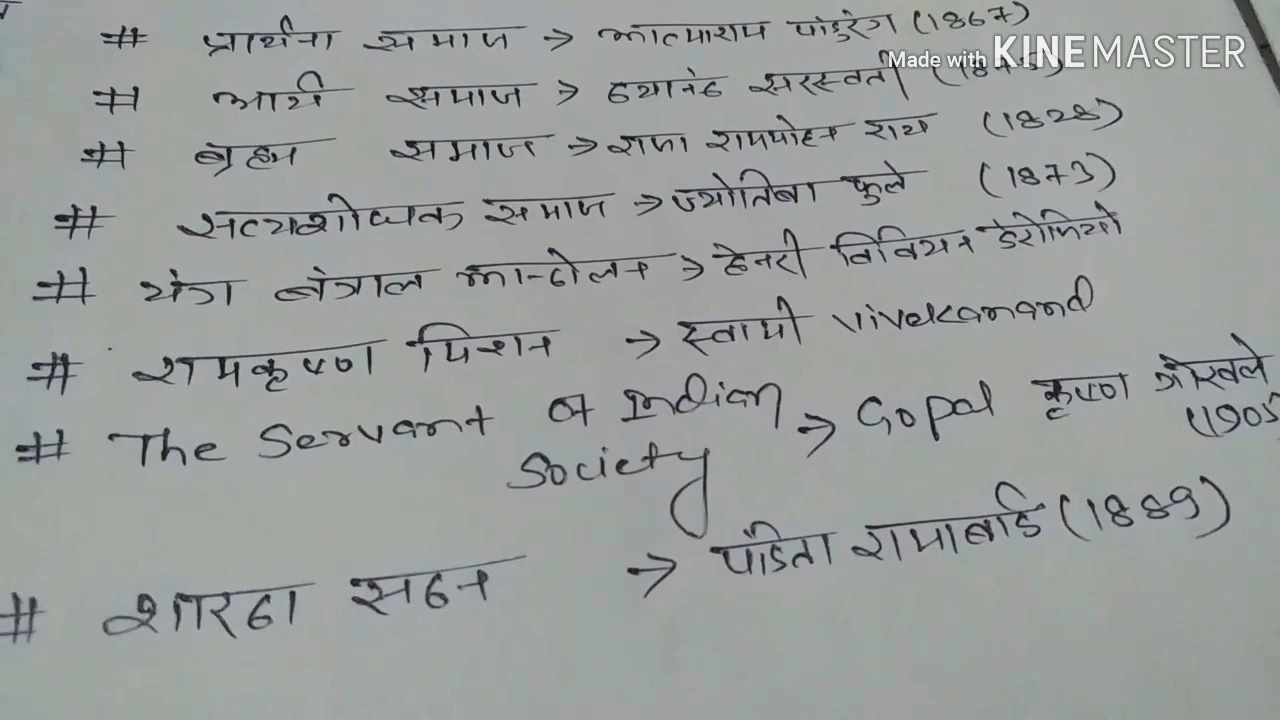 # प्रार्थना समाज → आत्माराम पांडुरंग (1867)
Made with KINEMASTER
# आर्य समाज → दयानंद सरस्वती (1875)
# ब्रह्म समाज → राजा राममोहन राय (1828)
# सत्यशोधक समाज → ज्योतिबा फुले (1873)
# यंग बंगाल आन्दोलन → हेनरी विवियन डेरोजियो
# रामकृष्ण मिशन → स्वामी Vivekanand
# The Servant of Indian Society → Gopal कृष्ण गोखले (1905
# शारदा सदन → पंडिता रामाबाई (1889)